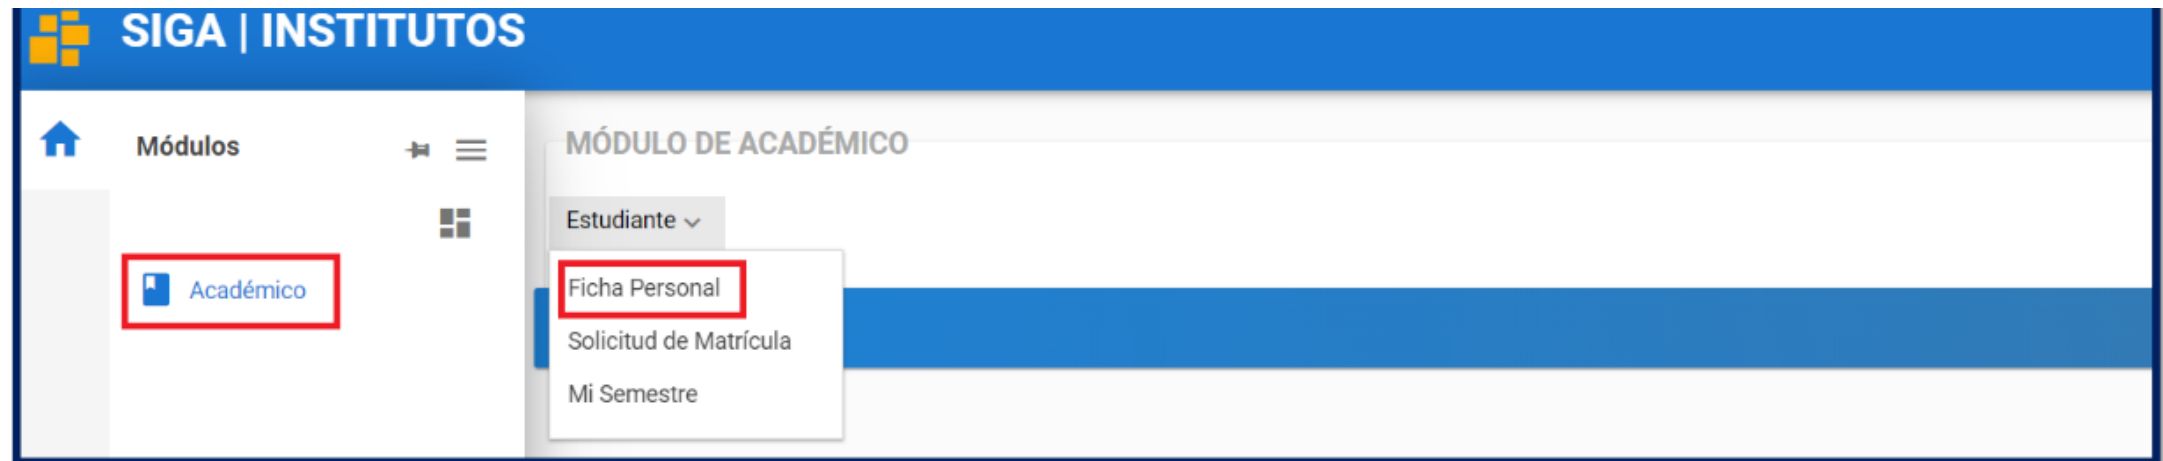 SIGA | INSTITUTOS
Módulos
Académico
MÓDULO DE ACADÉMICO
Estudiante
Ficha Personal
Solicitud de Matrícula
Mi Semestre